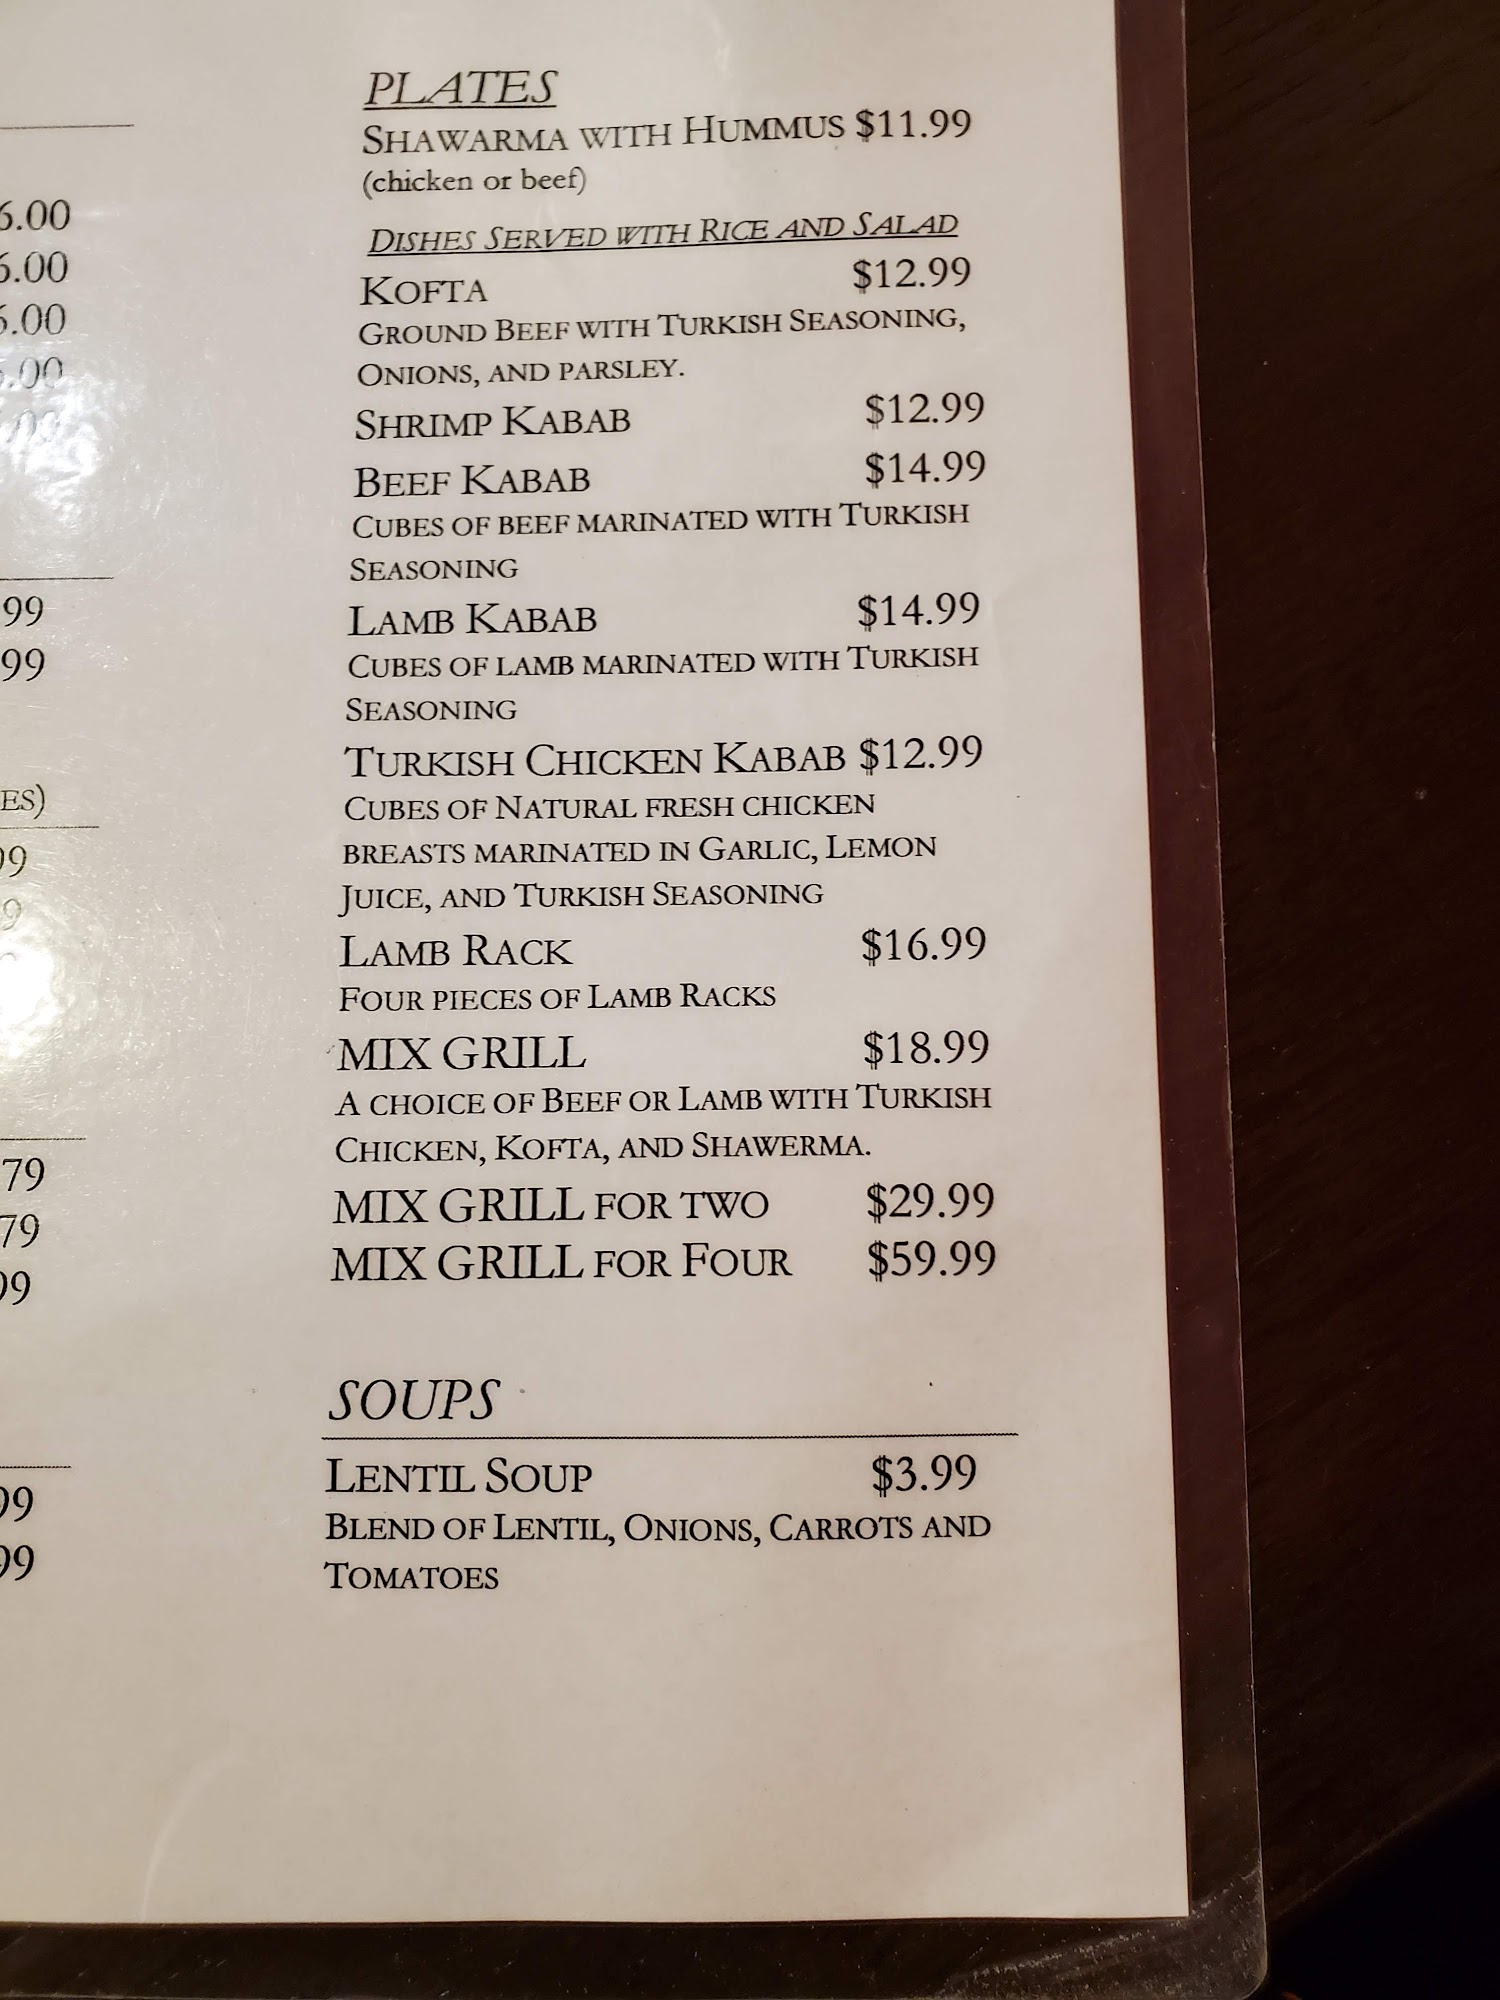 PLATES
SHAWARMA WITH HUMMUS $11.99
(chicken or beef)
DISHES SERVED WITH RICE AND SALAD
KOFTA $12.99
GROUND BEEF WITH TURKISH SEASONING,
ONIONS, AND PARSLEY.
SHRIMP KABAB $12.99
BEEF KABAB $14.99
CUBES OF BEEF MARINATED WITH TURKISH
SEASONING
LAMB KABAB $14.99
CUBES OF LAMB MARINATED WITH TURKISH
SEASONING
TURKISH CHICKEN KABAB $12.99
CUBES OF NATURAL FRESH CHICKEN
BREASTS MARINATED IN GARLIC, LEMON
JUICE, AND TURKISH SEASONING
LAMB RACK $16.99
FOUR PIECES OF LAMB RACKS
MIX GRILL $18.99
A CHOICE OF BEEF OR LAMB WITH TURKISH
CHICKEN, KOFTA, AND SHAWERMA.
MIX GRILL FOR TWO $29.99
MIX GRILL FOR FOUR $59.99
SOUPS
LENTIL SOUP $3.99
BLEND OF LENTIL, ONIONS, CARROTS AND
TOMATOES